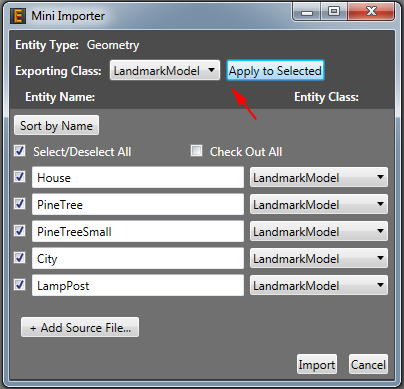 E Mini Importer
Entity Type: Geometry
Exporting Class: LandmarkModel Apply to Selected
Entity Name: Entity Class:
Sort by Name
Select/Deselect All Check Out All
House LandmarkModel
PineTree LandmarkModel
PineTreeSmall LandmarkModel
City LandmarkModel
LampPost LandmarkModel
+ Add Source File...
Import Cancel